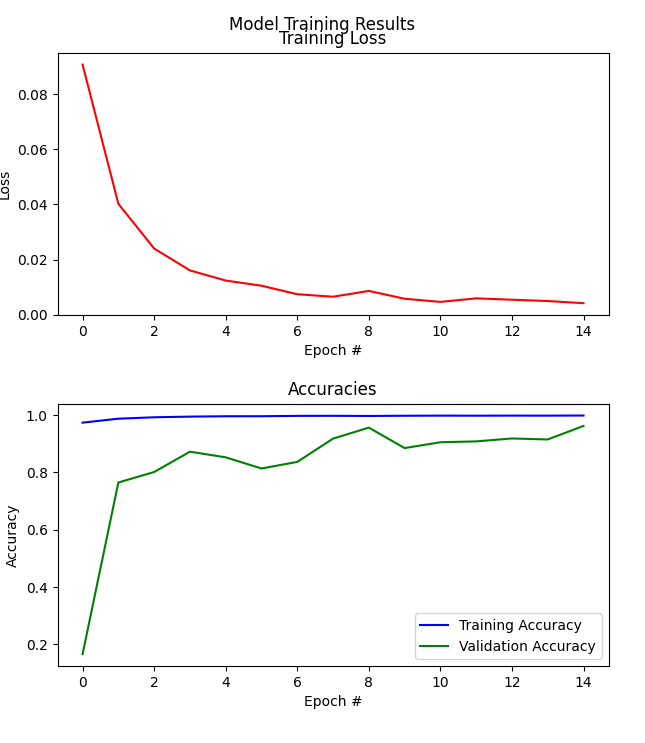 Model Training Results
Training Loss
0.08
0.06
0.04
0.02
0.00
Loss
0 2 4 6 8 10 12 14
Epoch #
Accuracies
1.0
0.8
0.6
0.4
0.2
Accuracy
Training Accuracy
Validation Accuracy
0 2 4 6 8 10 12 14
Epoch #